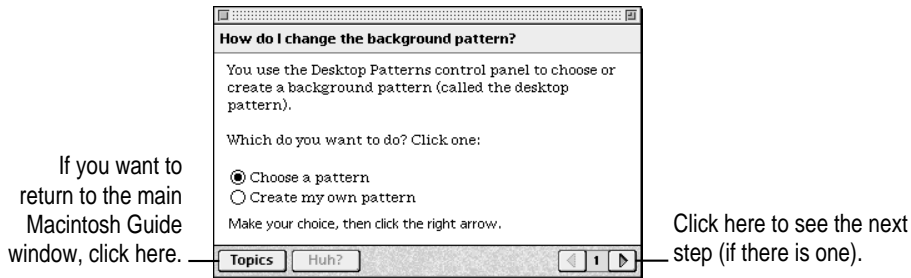 How do I change the background pattern?
You use the Desktop Patterns control panel to choose or
create a background pattern (called the desktop
pattern).
Which do you want to do? Click one:
Choose a pattern
Create my own pattern
Make your choice, then click the right arrow.
Topics
Huh?
1
If you want to
return to the main
Macintosh Guide
window, click here.
Click here to see the next
step (if there is one).